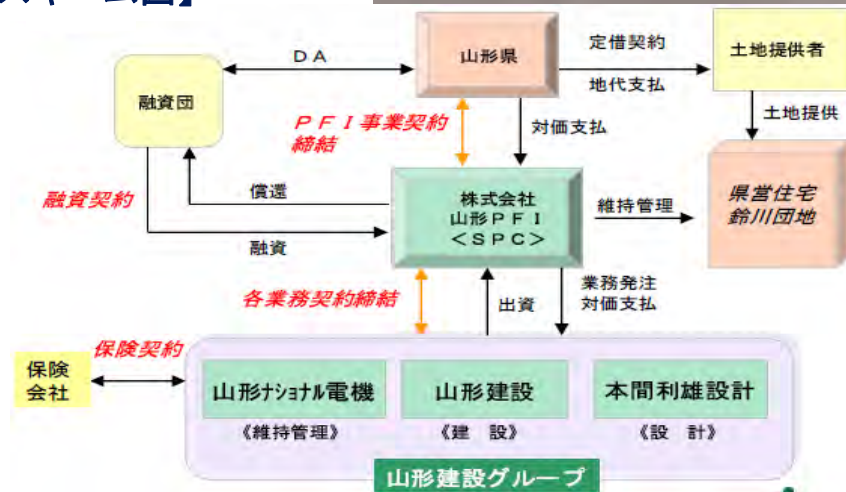 スキーム図】
DA
山形県
定借契約
地代支払
土地提供者
融資団
ＰＦＩ事業契約
締結
対価支払
土地提供
融資契約
償還
融資
株式会社
山形ＰＦＩ
＜ＳＰＣ＞
維持管理
県営住宅
鈴川団地
各業務契約締結
出資
業務発注
対価支払
保険契約
保険
会社
山形ﾅｼｮﾅﾙ電機
山形建設
本間利雄設計
《維持管理》
《建　設》
《設　計》
山形建設グループ